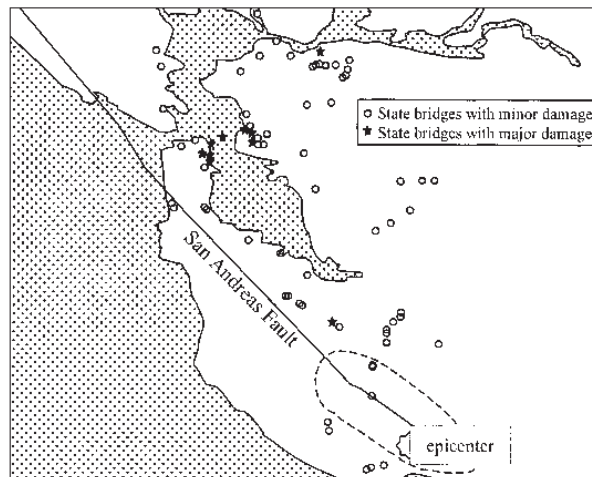 State bridges with minor damage
State bridges with major damage
San Andreas Fault
epicenter